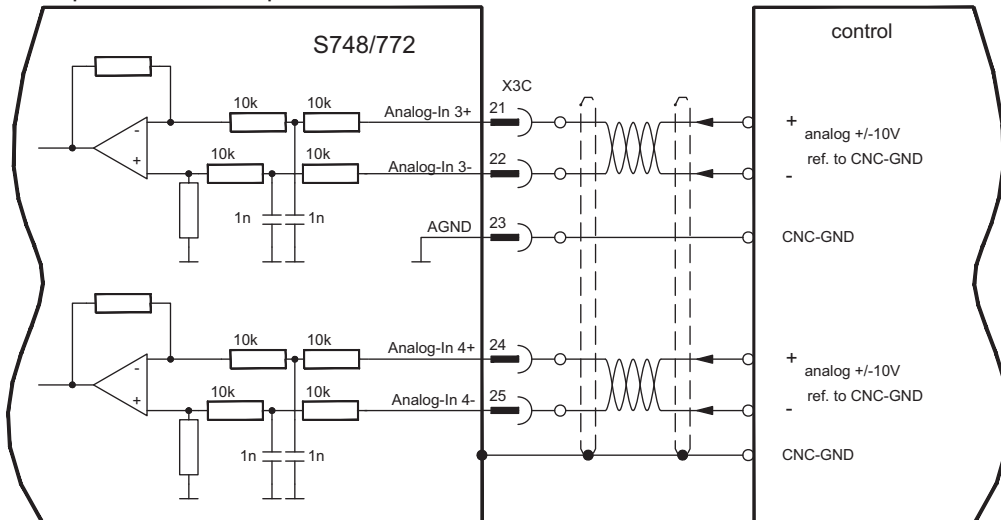 S748/772
control
X3C
10k
10k
Analog-In 3+
21
+
analog +/-10V
ref. to CNC-GND
-
-
+
10k
10k
Analog-In 3-
22
1n
1n
AGND
23
CNC-GND
10k
10k
Analog-In 4+
24
+
analog +/-10V
ref. to CNC-GND
-
-
+
10k
10k
Analog-In 4-
25
1n
1n
CNC-GND